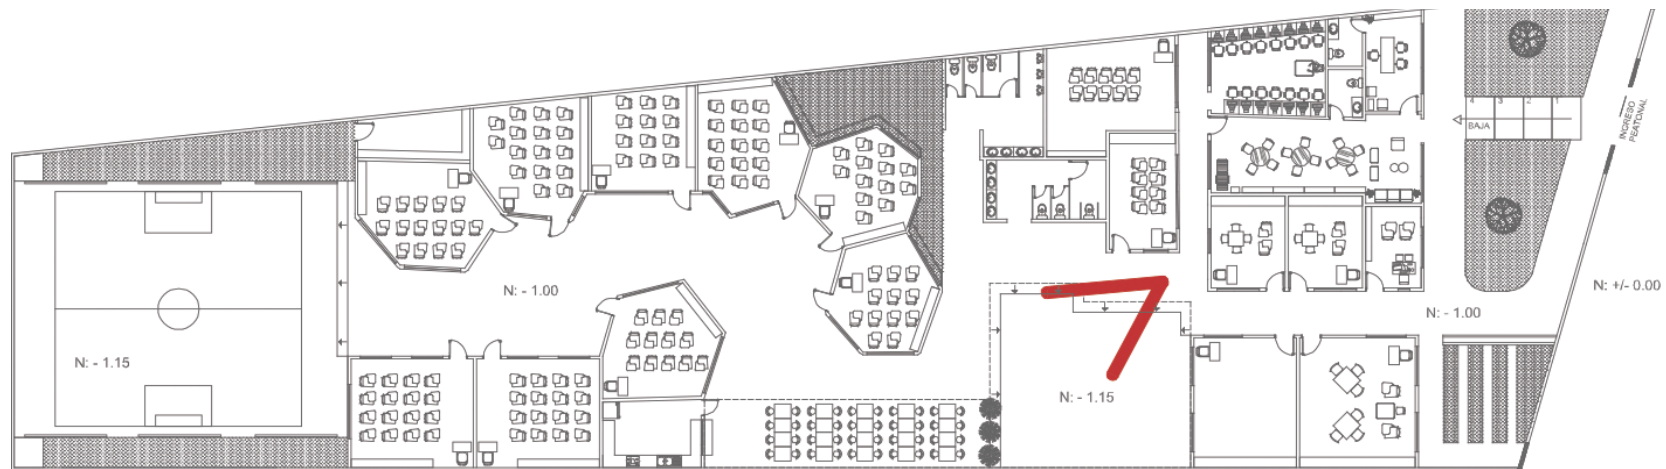 4 3 2 1
BAJA
INGRESO
PEATONAL
N: +/- 0.00
N: - 1.00
N: - 1.00
N: - 1.15
N: - 1.15